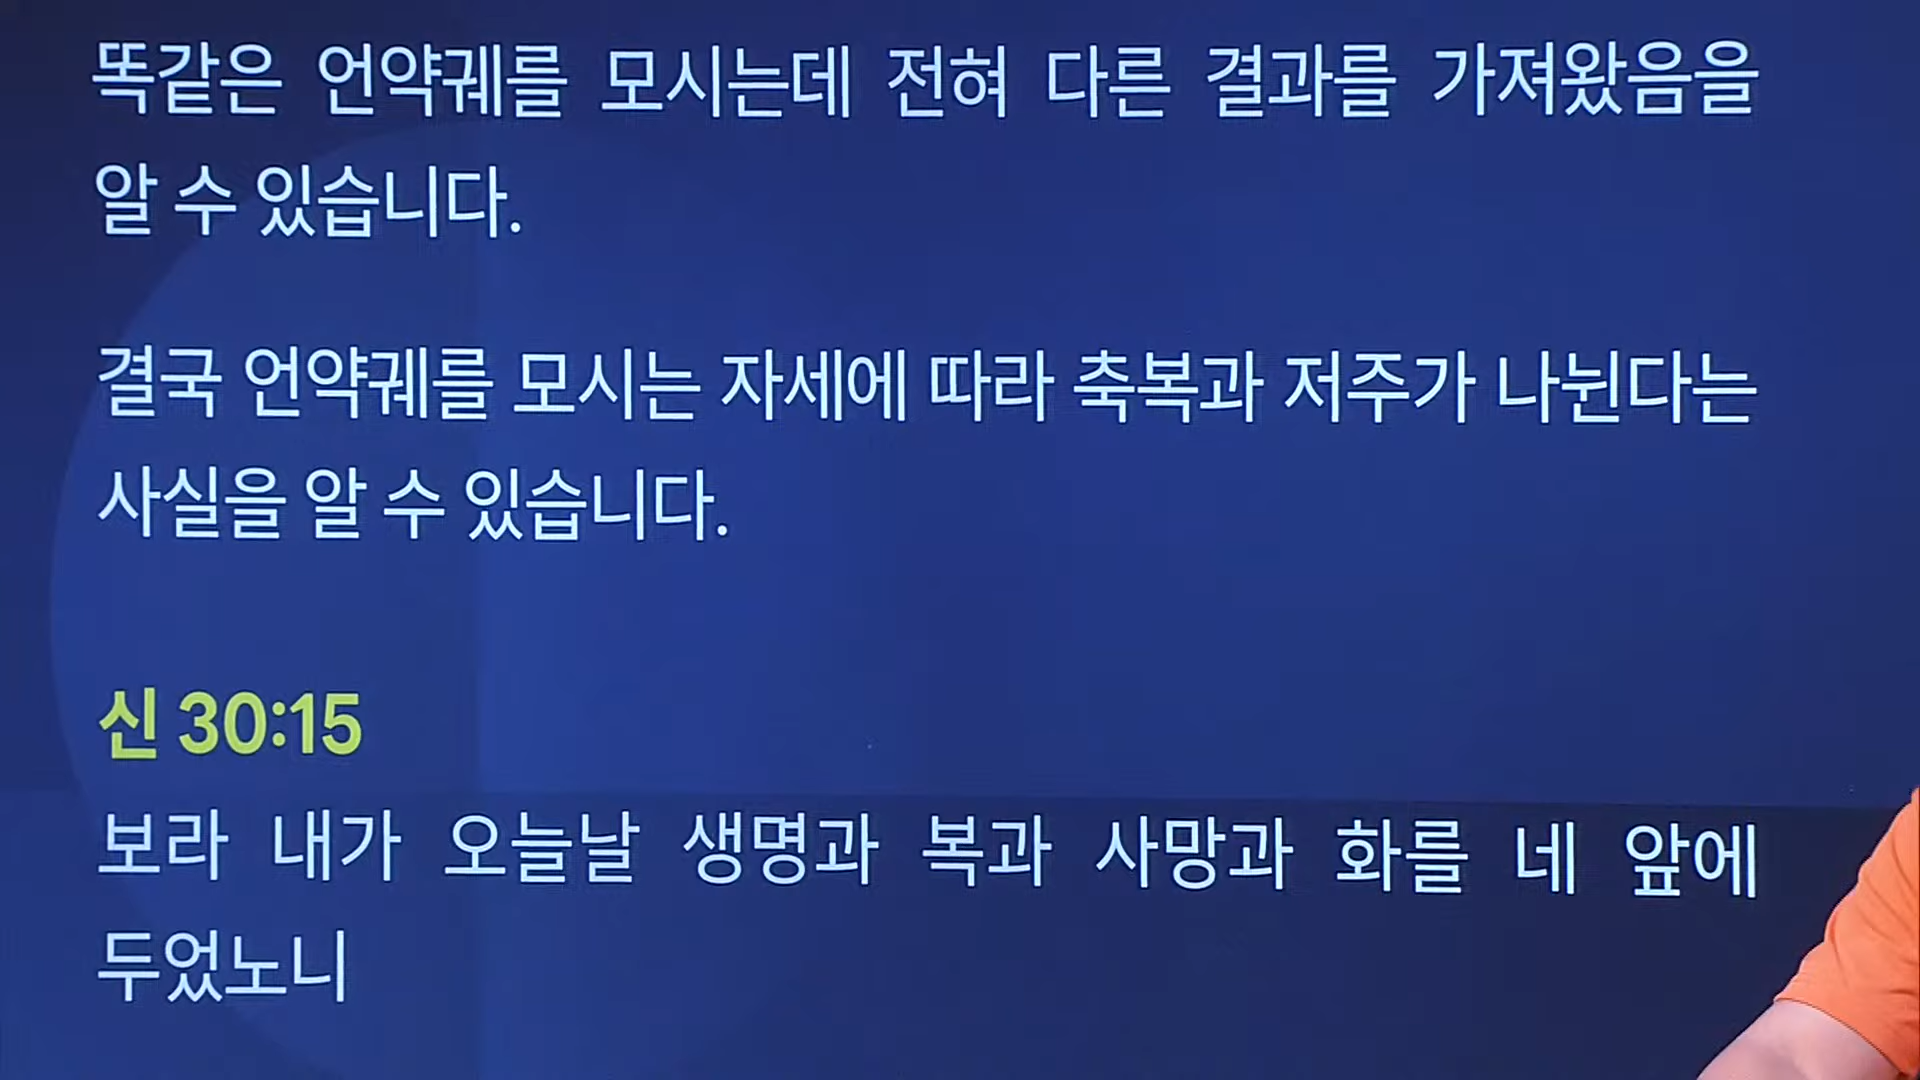 똑같은 언약궤를 모시는데 전혀 다른 결과를 가져왔음을
알 수 있습니다.
결국 언약궤를 모시는 자세에 따라 축복과 저주가 나뉜다는
사실을 알 수 있습니다.
신 30:15
보라 내가 오늘날 생명과 복과 사망과 화를 네 앞에
두었노니